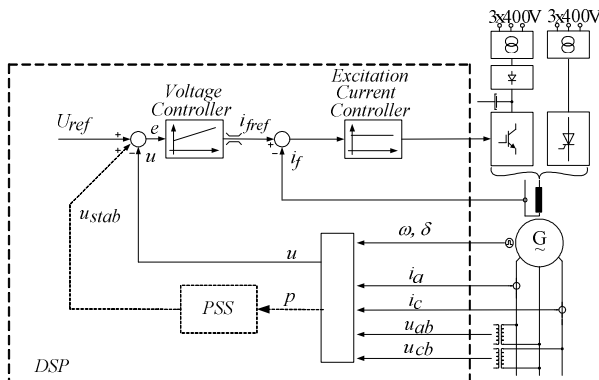 3x400V 3x400V
Voltage
Controller
Excitation
Current
Controller
Uref
+
+
−
e
u
ifref
+
−
if
ustab
ω, δ
G
~
u
ia
ic
PSS
p
uab
ucb
DSP